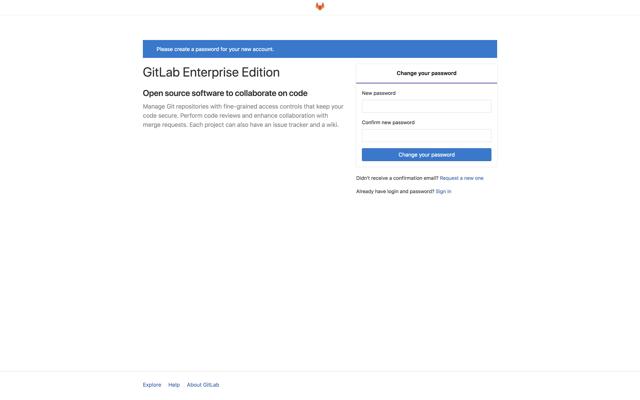 Please create a password for your new account.
GitLab Enterprise Edition
Open source software to collaborate on code
Manage Git repositories with fine-grained access controls that keep your
code secure. Perform code reviews and enhance collaboration with
merge requests. Each project can also have an issue tracker and a wiki.
Change your password
New password
Confirm new password
Change your password
Didn't receive a confirmation email? Request a new one
Already have login and password? Sign in
Explore Help About GitLab